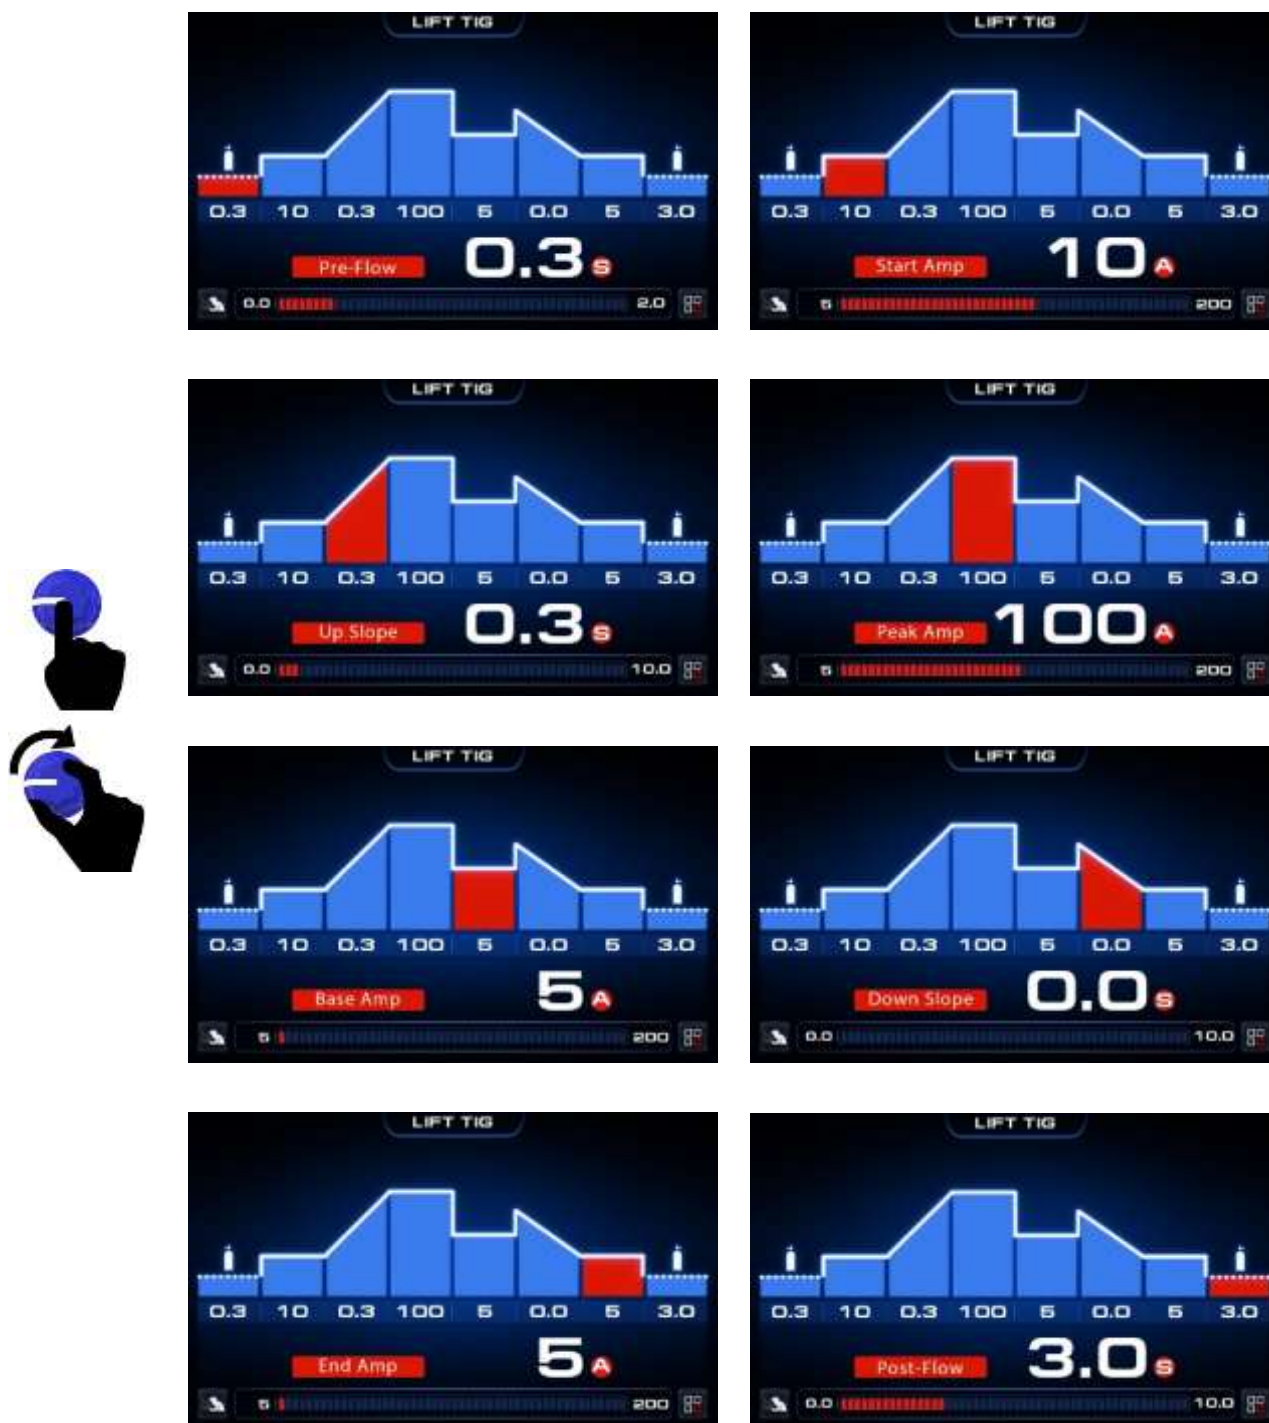 LIFT TIG
0.3 10 0.3 100 5 0.0 5 3.0
Pre-Flow 0.3 S
0.0 2.0
LIFT TIG
0.3 10 0.3 100 5 0.0 5 3.0
Start Amp 10 A
5 200
LIFT TIG
0.3 10 0.3 100 5 0.0 5 3.0
Up Slope 0.3 S
0.0 10.0
LIFT TIG
0.3 10 0.3 100 5 0.0 5 3.0
Peak Amp 100 A
5 200
LIFT TIG
0.3 10 0.3 100 5 0.0 5 3.0
Base Amp 5 A
5 200
LIFT TIG
0.3 10 0.3 100 5 0.0 5 3.0
Down Slope 0.0 S
0.0 10.0
LIFT TIG
0.3 10 0.3 100 5 0.0 5 3.0
End Amp 5 A
5 200
LIFT TIG
0.3 10 0.3 100 5 0.0 5 3.0
Post-Flow 3.0 S
0.0 10.0